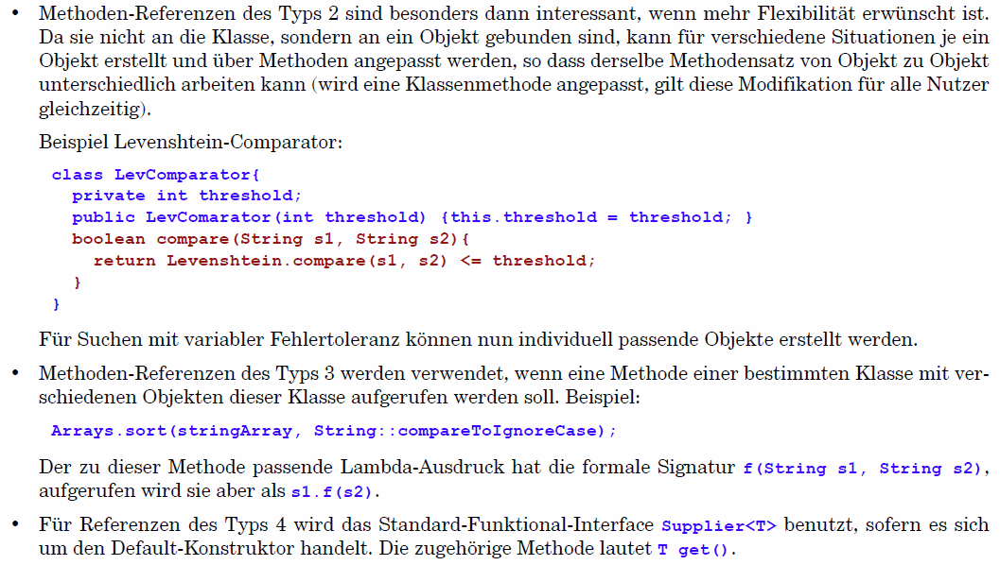 • Methoden-Referenzen des Typs 2 sind besonders dann interessant, wenn mehr Flexibilität erwünscht ist.
Da sie nicht an die Klasse, sondern an ein Objekt gebunden sind, kann für verschiedene Situationen je ein
Objekt erstellt und über Methoden angepasst werden, so dass derselbe Methodensatz von Objekt zu Objekt
unterschiedlich arbeiten kann (wird eine Klassenmethode angepasst, gilt diese Modifikation für alle Nutzer
gleichzeitig).
Beispiel Levenshtein-Comparator:
class LevComparator{
private int threshold;
public LevComarator(int threshold) {this.threshold = threshold; }
boolean compare(String s1, String s2){
return Levenshtein.compare(s1, s2) <= threshold;
}
}
Für Suchen mit variabler Fehlertoleranz können nun individuell passende Objekte erstellt werden.
• Methoden-Referenzen des Typs 3 werden verwendet, wenn eine Methode einer bestimmten Klasse mit ver-
schiedenen Objekten dieser Klasse aufgerufen werden soll. Beispiel:
Arrays.sort(stringArray, String::compareToIgnoreCase);
Der zu dieser Methode passende Lambda-Ausdruck hat die formale Signatur f(String s1, String s2),
aufgerufen wird sie aber als s1.f(s2).
• Für Referenzen des Typs 4 wird das Standard-Funktional-Interface Supplier<T> benutzt, sofern es sich
um den Default-Konstruktor handelt. Die zugehörige Methode lautet T get().